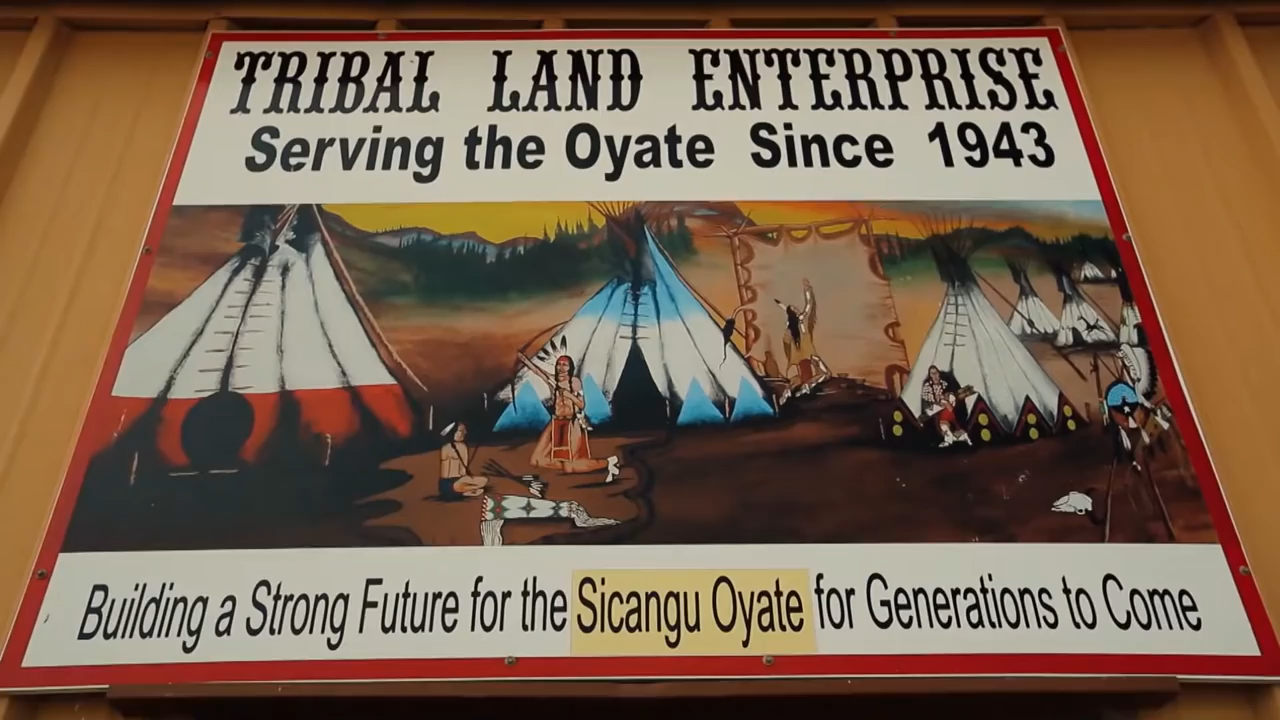 TRIBAL LAND ENTERPRISE
Serving the Oyate Since 1943
Building a Strong Future for the Sicangu Oyate for Generations to Come